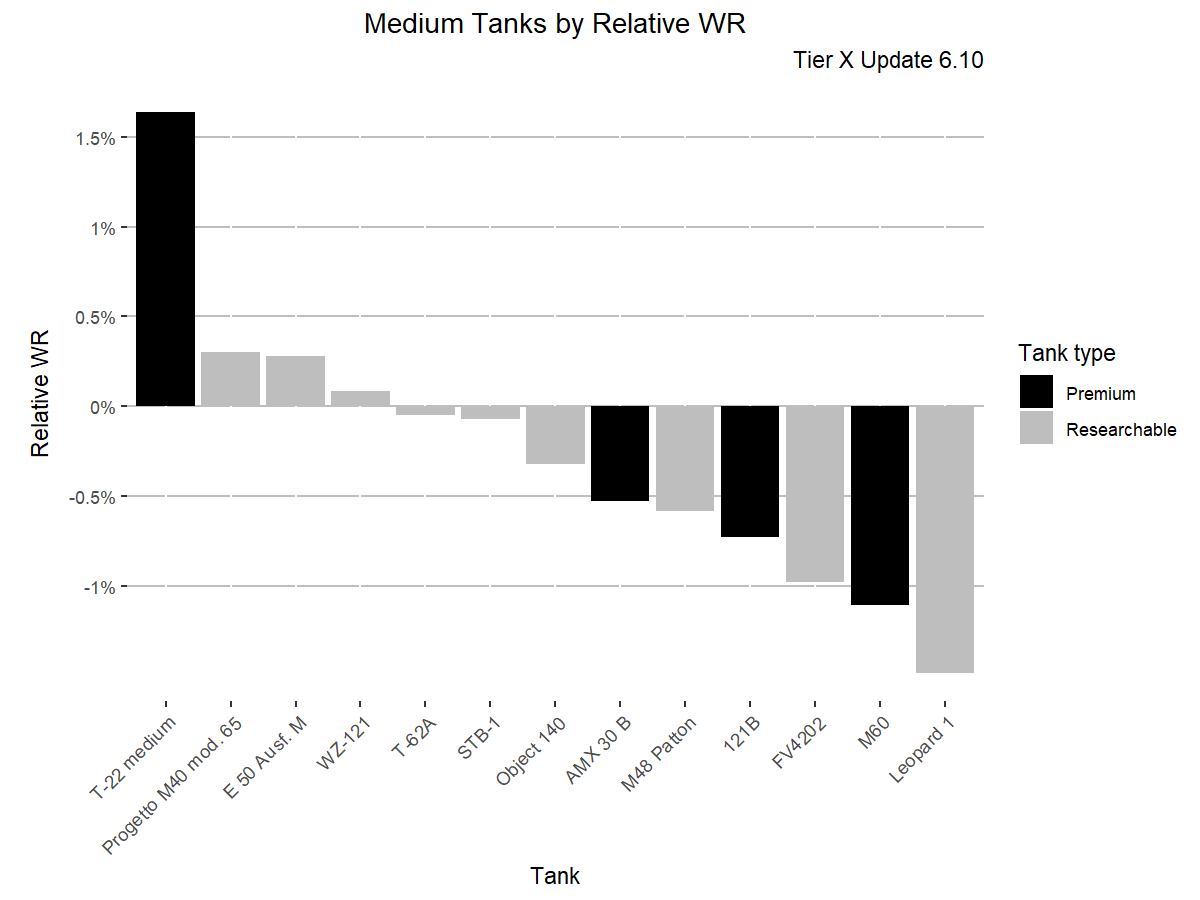 Medium Tanks by Relative WR
Tier X Update 6.10
Relative WR
1.5%
1%
0.5%
0%
-0.5%
-1%
T-22 medium
Progetto M40 mod. 65
E 50 Ausf. M
WZ-121
T-62A
STB-1
Object 140
AMX 30 B
M48 Patton
121B
FV4202
M60
Leopard 1
Tank
Tank type
Premium
Researchable